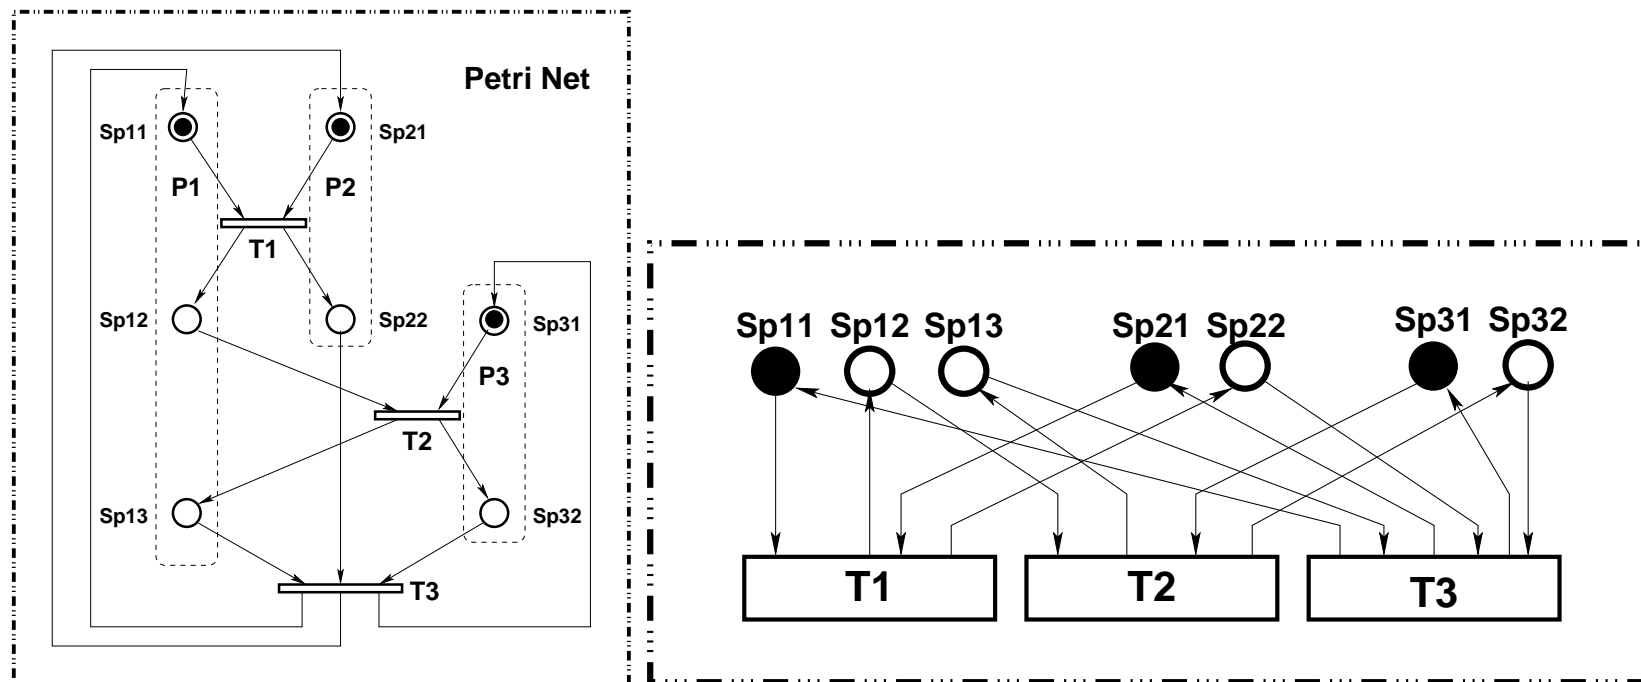 Petri Net
Sp11
Sp21
P1
P2
T1
Sp12
Sp22
Sp31
P3
T2
Sp13
Sp32
T3
Sp11 Sp12 Sp13 Sp21 Sp22 Sp31 Sp32
T1 T2 T3